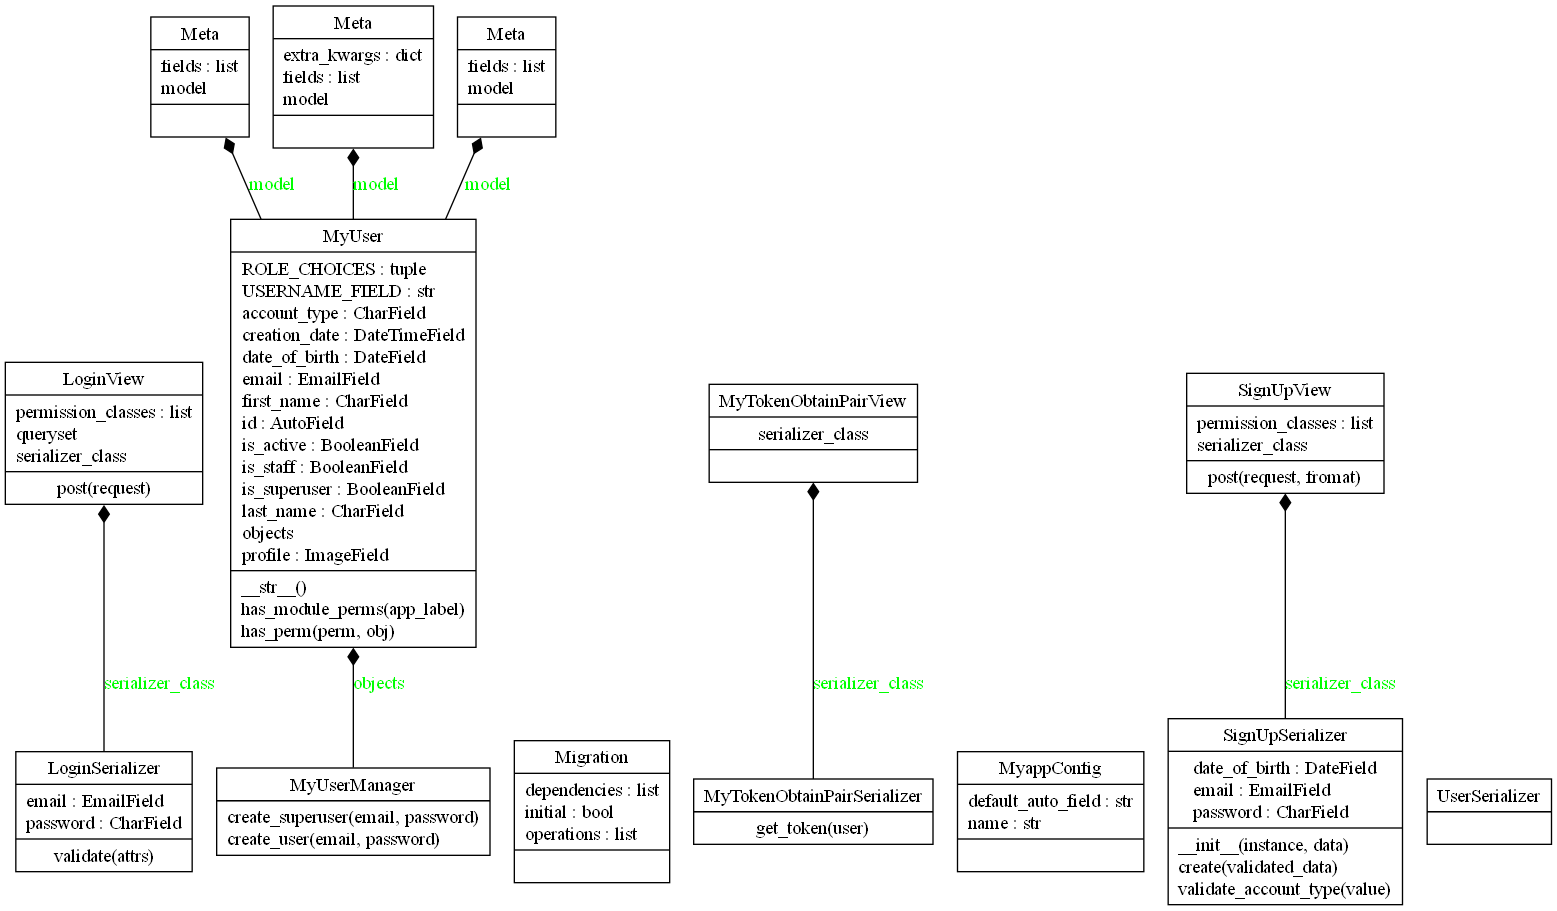 Meta
fields : list
model
Meta
extra_kwargs : dict
fields : list
model
Meta
fields : list
model
model
model
model
MyUser
ROLE_CHOICES : tuple
USERNAME_FIELD : str
account_type : CharField
creation_date : DateTimeField
date_of_birth : DateField
email : EmailField
first_name : CharField
id : AutoField
is_active : BooleanField
is_staff : BooleanField
is_superuser : BooleanField
last_name : CharField
objects
profile : ImageField
__str__()
has_module_perms(app_label)
has_perm(perm, obj)
LoginView
permission_classes : list
queryset
serializer_class
post(request)
MyTokenObtainPairView
serializer_class
SignUpView
permission_classes : list
serializer_class
post(request, fromat)
serializer_class
objects
serializer_class
serializer_class
LoginSerializer
email : EmailField
password : CharField
validate(attrs)
MyUserManager
create_superuser(email, password)
create_user(email, password)
Migration
dependencies : list
initial : bool
operations : list
MyTokenObtainPairSerializer
get_token(user)
MyappConfig
default_auto_field : str
name : str
SignUpSerializer
date_of_birth : DateField
email : EmailField
password : CharField
__init__(instance, data)
create(validated_data)
validate_account_type(value)
UserSerializer